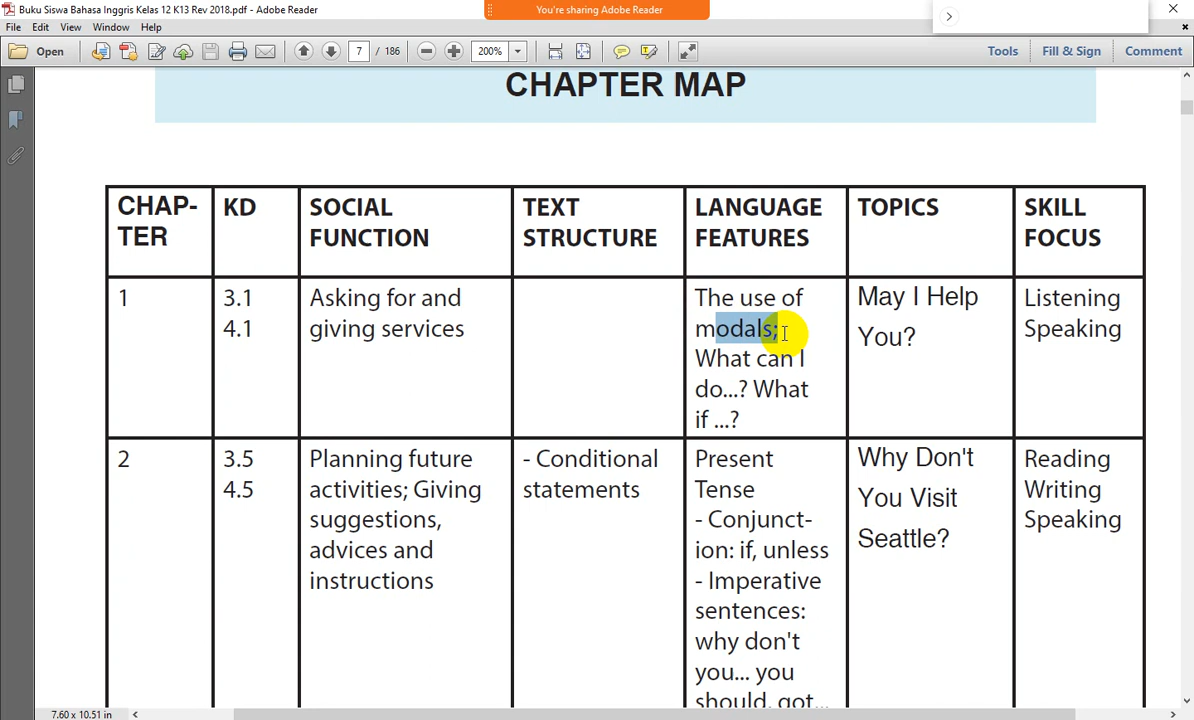 Buku Siswa Bahasa Inggris Kelas 12 K13 Rev 2018.pdf - Adobe Reader
You're sharing Adobe Reader
File Edit View Window Help
Open
7 / 186
200%
Tools
Fill & Sign
Comment
CHAPTER MAP
CHAP-
TER
KD
SOCIAL
FUNCTION
TEXT
STRUCTURE
LANGUAGE
FEATURES
TOPICS
SKILL
FOCUS
1
3.1
4.1
Asking for and
giving services
The use of
modals;
What can I
do...? What
if ...?
May I Help
You?
Listening
Speaking
2
3.5
4.5
Planning future
activities; Giving
suggestions,
advices and
instructions
- Conditional
statements
Present
Tense
- Conjunct-
ion: if, unless
- Imperative
sentences:
why don't
you... you
should, got...
Why Don't
You Visit
Seattle?
Reading
Writing
Speaking
7.60 x 10.51 in